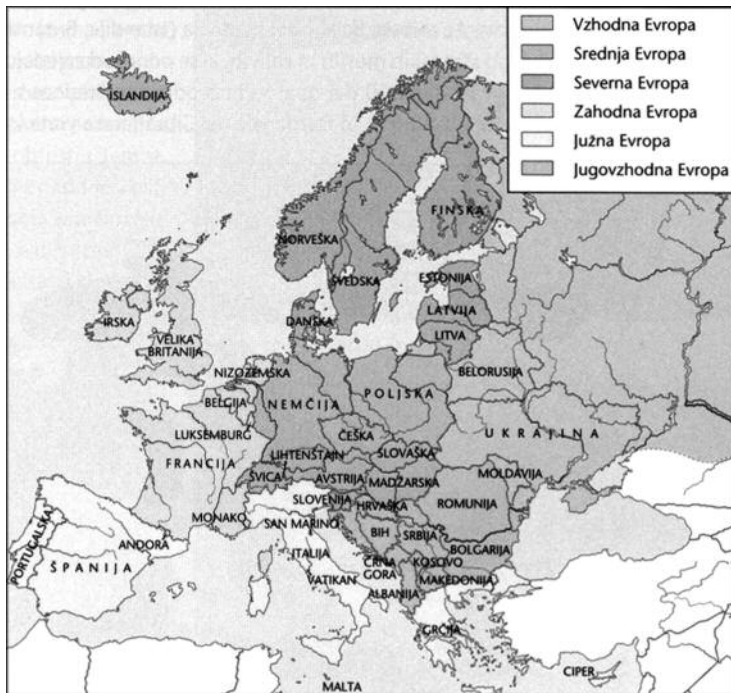 Vzhodna Evropa
Srednja Evropa
Severna Evropa
Zahodna Evropa
Južna Evropa
Jugovzhodna Evropa
ISLANDIJA
FINSKA
NORVEŠKA
ŠVEDSKA
ESTONIJA
LATVIJA
DANSKA
LITVA
IRSKA
VELIKA
BRITANIJA
NIZOZEMSKA
BELORUSIJA
BELGIJA
NEMČIJA
POLJSKA
LUKSEMBURG
ČEŠKA
UKRAJINA
FRANCIJA
LIHTENŠTAJN
SLOVAŠKA
MOLDAVIJA
ŠVICA
AVSTRIJA
MADŽARSKA
SLOVENIJA
HRVAŠKA
ROMUNIJA
MONAKO
SAN MARINO
BIH
SRBIJA
BOLGARIJA
ANDORA
ITALIJA
ČRNA
GORA
KOSOVO
PORTUGALSKA
ŠPANIJA
VATIKAN
MAKEDONIJA
ALBANIJA
GRČIJA
CIPER
MALTA